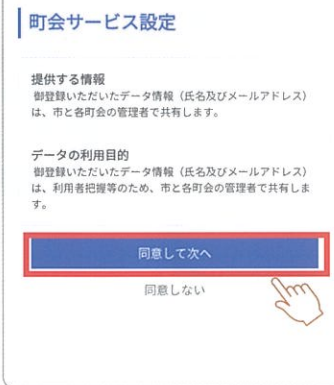 町会サービス設定
提供する情報
御登録いただいたデータ情報（氏名及びメールアドレス）
は、市と各町会の管理者で共有します。
データの利用目的
御登録いただいたデータ情報（氏名及びメールアドレス）
は、利用者把握等のため、市と各町会の管理者で共有しま
す。
同意して次へ
同意しない